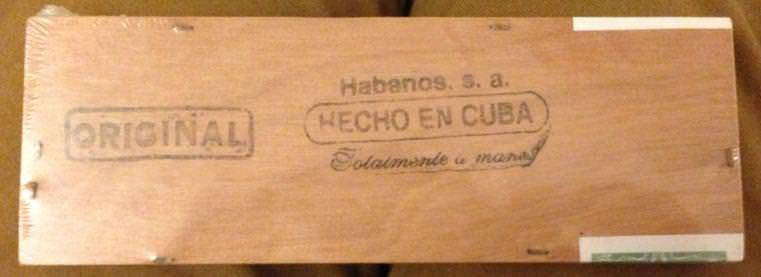 ORIGINAL
Habanos, s. a.
HECHO EN CUBA
Totalmente a mano